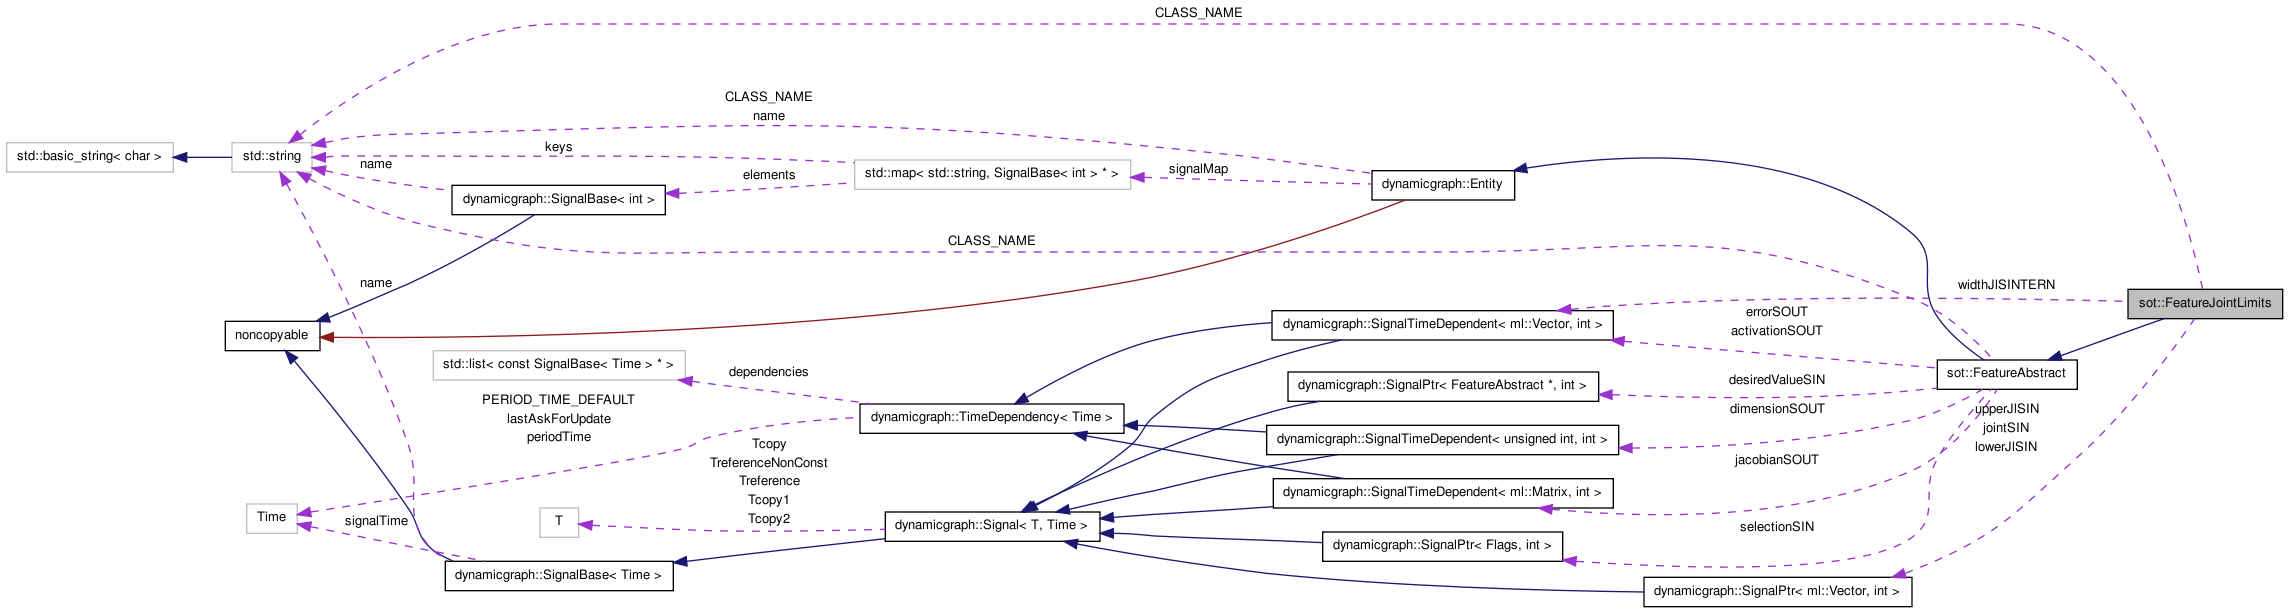 CLASS_NAME
CLASS_NAME
name
keys
std::basic_string< char >
std::string
name
elements
std::map< std::string, SignalBase< int > * >
signalMap
dynamicgraph::Entity
dynamicgraph::SignalBase< int >
CLASS_NAME
name
widthJlSINTERN
sot::FeatureJointLimits
noncopyable
dynamicgraph::SignalTimeDependent< ml::Vector, int >
errorSOUT
activationSOUT
std::list< const SignalBase< Time > * >
dependencies
sot::FeatureAbstract
dynamicgraph::SignalPtr< FeatureAbstract *, int >
desiredValueSIN
PERIOD_TIME_DEFAULT
lastAskForUpdate
periodTime
dynamicgraph::TimeDependency< Time >
dimensionSOUT
upperJlSIN
jointSIN
lowerJlSIN
dynamicgraph::SignalTimeDependent< unsigned int, int >
Tcopy
TreferenceNonConst
Treference
Tcopy1
Tcopy2
jacobianSOUT
dynamicgraph::SignalTimeDependent< ml::Matrix, int >
Time
signalTime
T
dynamicgraph::Signal< T, Time >
selectionSIN
dynamicgraph::SignalPtr< Flags, int >
dynamicgraph::SignalBase< Time >
dynamicgraph::SignalPtr< ml::Vector, int >